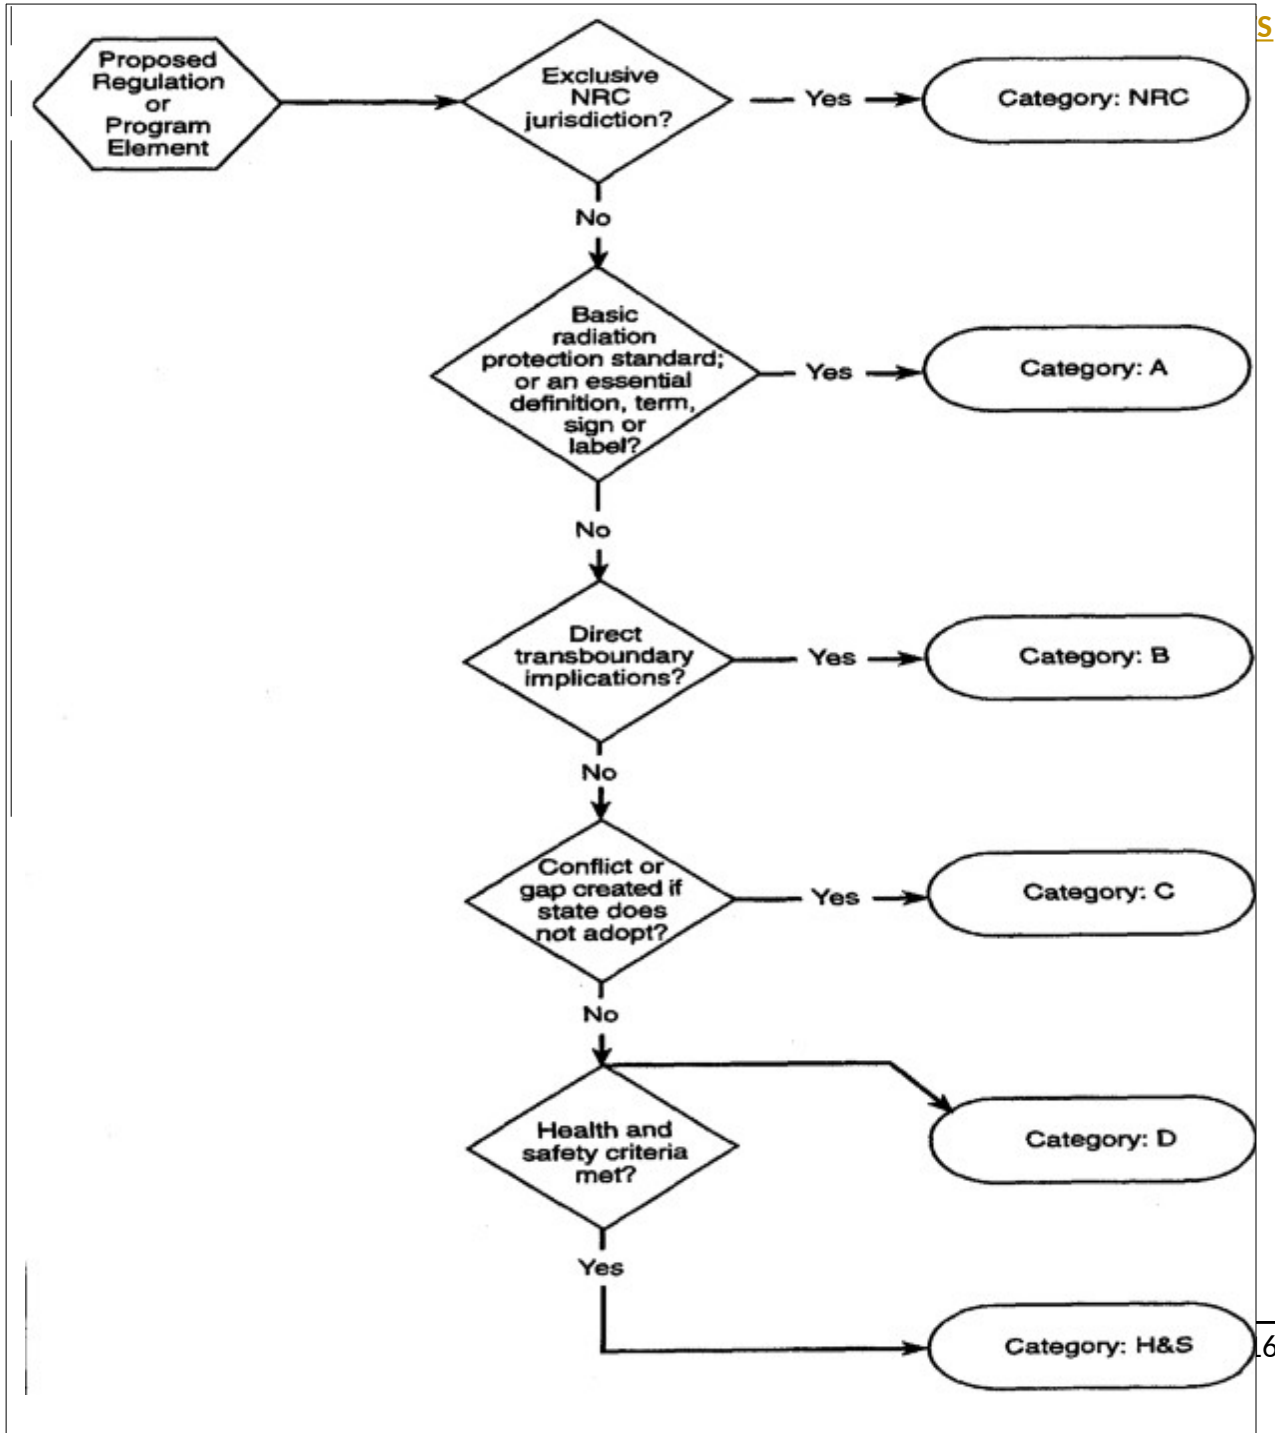 s
Proposed
Regulation
or
Program
Element
Exclusive
NRC
jurisdiction?
Yes
Category: NRC
No
Basic
radiation
protection standard;
or an essential
definition, term,
sign or
label?
Yes
Category: A
No
Direct
transboundary
implications?
Yes
Category: B
No
Conflict or
gap created if
state does
not adopt?
Yes
Category: C
No
Health and
safety criteria
met?
Category: D
Yes
Category: H&S
6